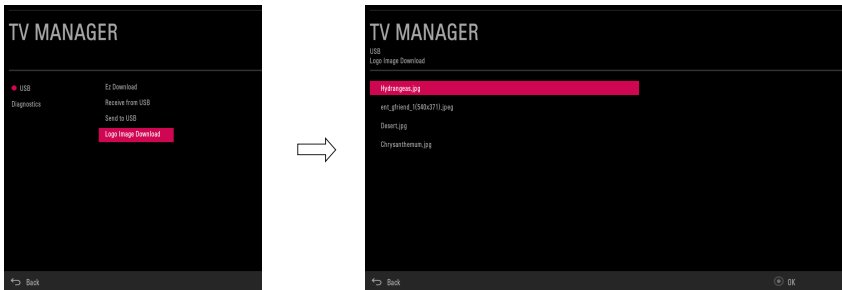 TV MANAGER
USB
Diagnostics
Ez Download
Receive from USB
Send to USB
Logo Image Download
Back
TV MANAGER
USB
Logo Image Download
Hydrangeas.jpg
ent_gfriend_1(540x371).jpeg
Desert.jpg
Chrysanthemum.jpg
Back
OK